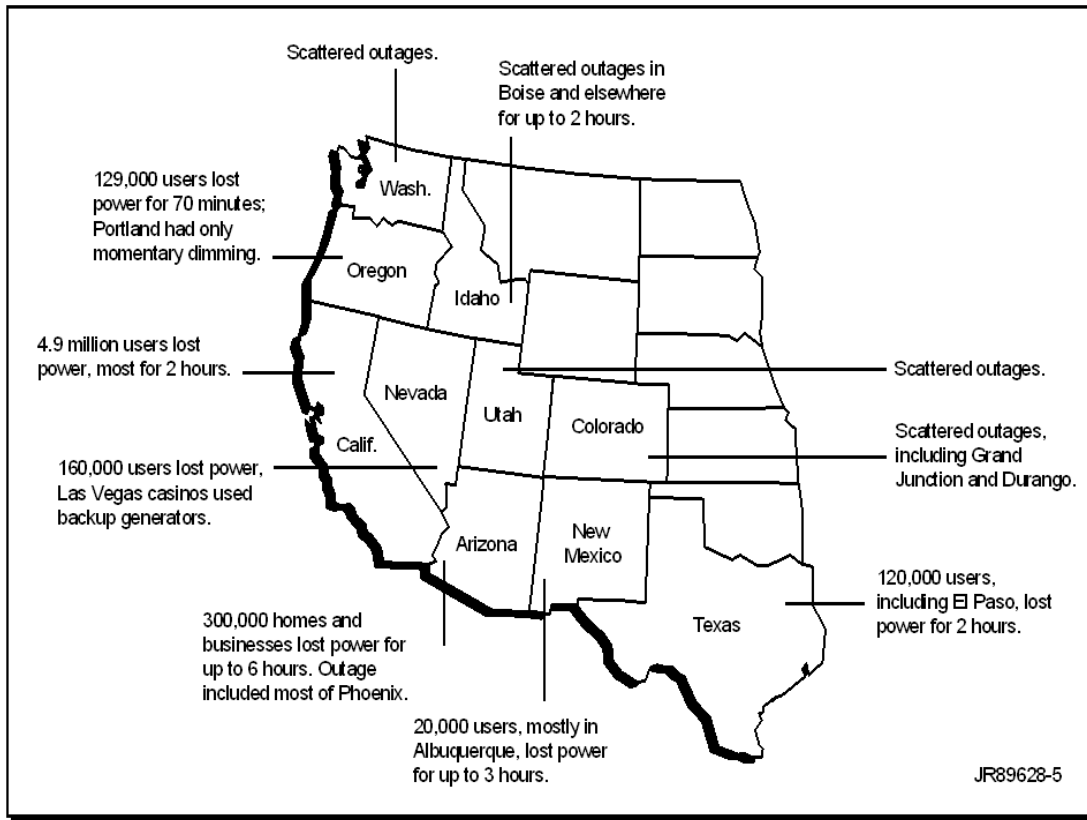 Scattered outages.
Scattered outages in
Boise and elsewhere
for up to 2 hours.
129,000 users lost
power for 70 minutes;
Portland had only
momentary dimming.
Wash.
Oregon
Idaho
4.9 million users lost
power, most for 2 hours.
Nevada
Utah
Colorado
Calif.
Scattered outages.
Scattered outages,
including Grand
Junction and Durango.
160,000 users lost power,
Las Vegas casinos used
backup generators.
Arizona
New
Mexico
Texas
120,000 users,
including El Paso, lost
power for 2 hours.
300,000 homes and
businesses lost power for
up to 6 hours. Outage
included most of Phoenix.
20,000 users, mostly in
Albuquerque, lost power
for up to 3 hours.
JR89628-5